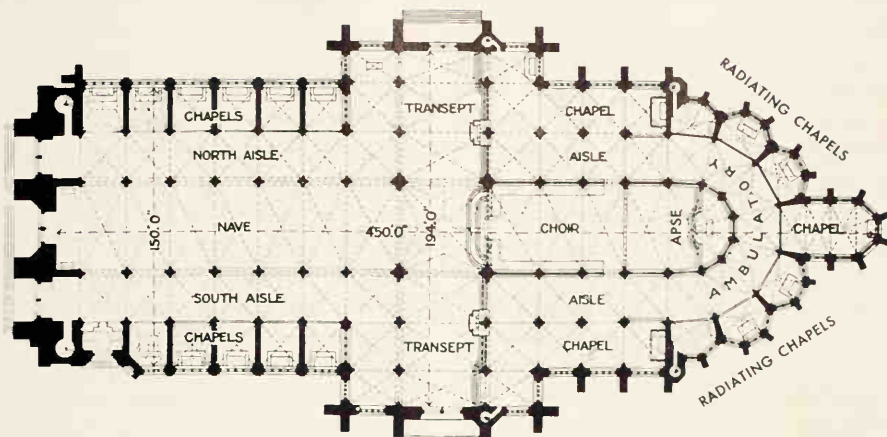 RADIATING CHAPELS
CHAPELS
TRANSEPT
CHAPEL
NORTH AISLE
AISLE
AMBULATORY
NAVE
150'.0"
450'.0"
194.0"
CHOIR
APSE
CHAPEL
SOUTH AISLE
AISLE
CHAPELS
TRANSEPT
CHAPEL
RADIATING CHAPELS